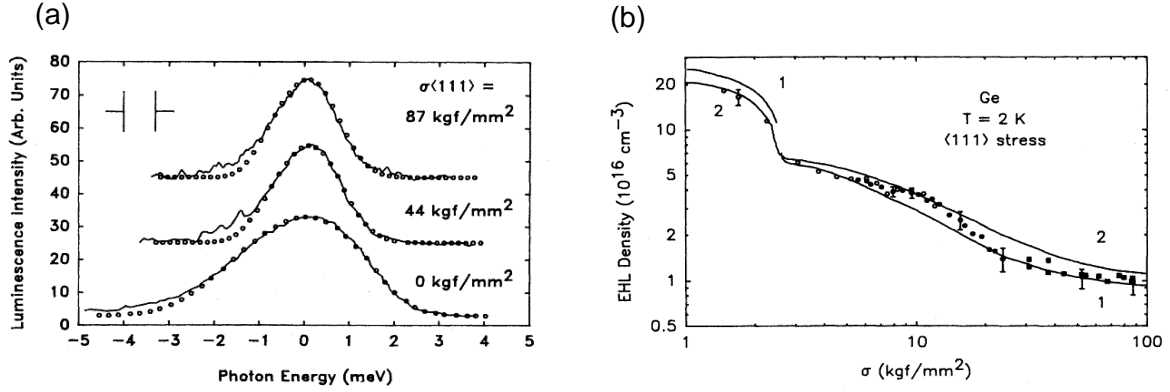 (a)
Luminescence Intensity (Arb. Units)
80
70
60
50
40
30
20
10
0
σ⟨111⟩ =
87 kgf/mm²
44 kgf/mm²
0 kgf/mm²
−5 −4 −3 −2 −1 0 1 2 3 4 5
Photon Energy (meV)
(b)
EHL Density (10¹⁶ cm⁻³)
20
10
5
2
1
0.5
1
2
Ge
T = 2 K
⟨111⟩ stress
2
1
1 10 100
σ (kgf/mm²)